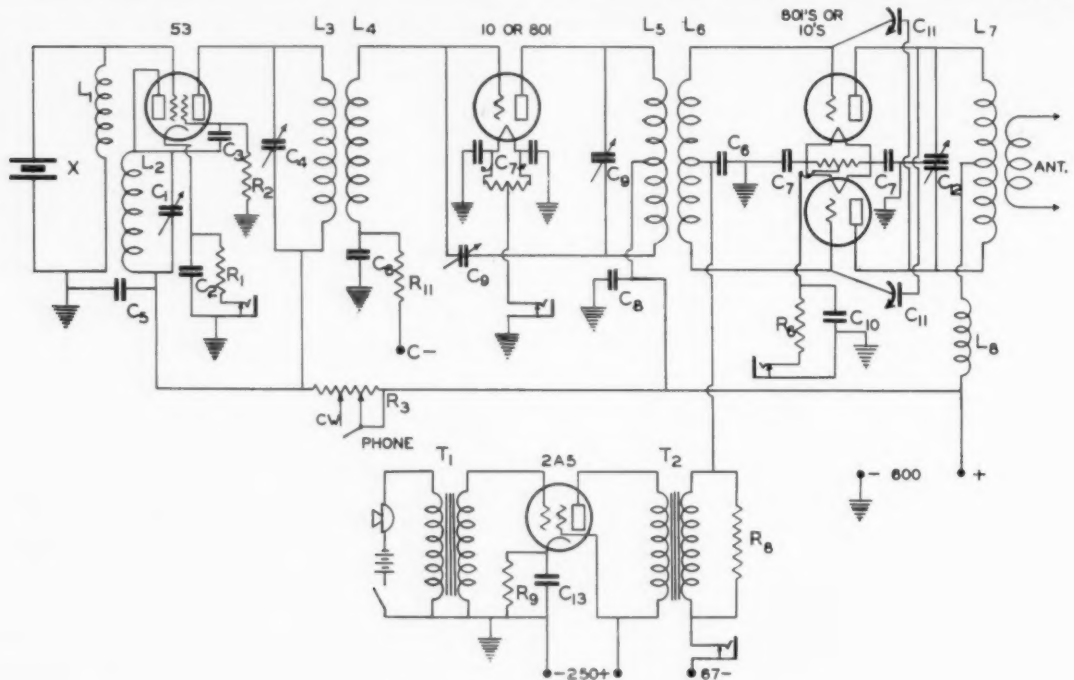 53
L3
L4
10 OR 801
L5
L6
801'S OR
10'S
C11
C11
L7
L1
X
L2
C1
C3
R2
C4
C7
C9
C6
C7
C7
C12
ANT.
C2
R1
C5
C6
R11
C9
C8
C-
R6
C10
C11
L8
R3
CW
PHONE
T1
2A5
T2
- 600
+
R9
C13
R8
-250+
67-